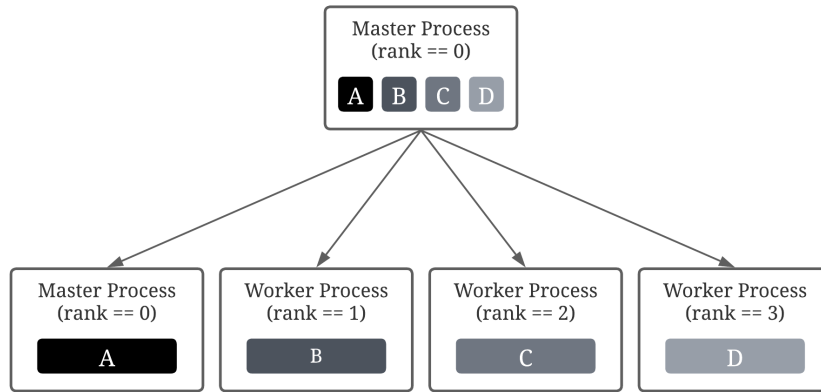 Master Process
(rank == 0)
A B C D
Master Process
(rank == 0)
A
Worker Process
(rank == 1)
B
Worker Process
(rank == 2)
C
Worker Process
(rank == 3)
D